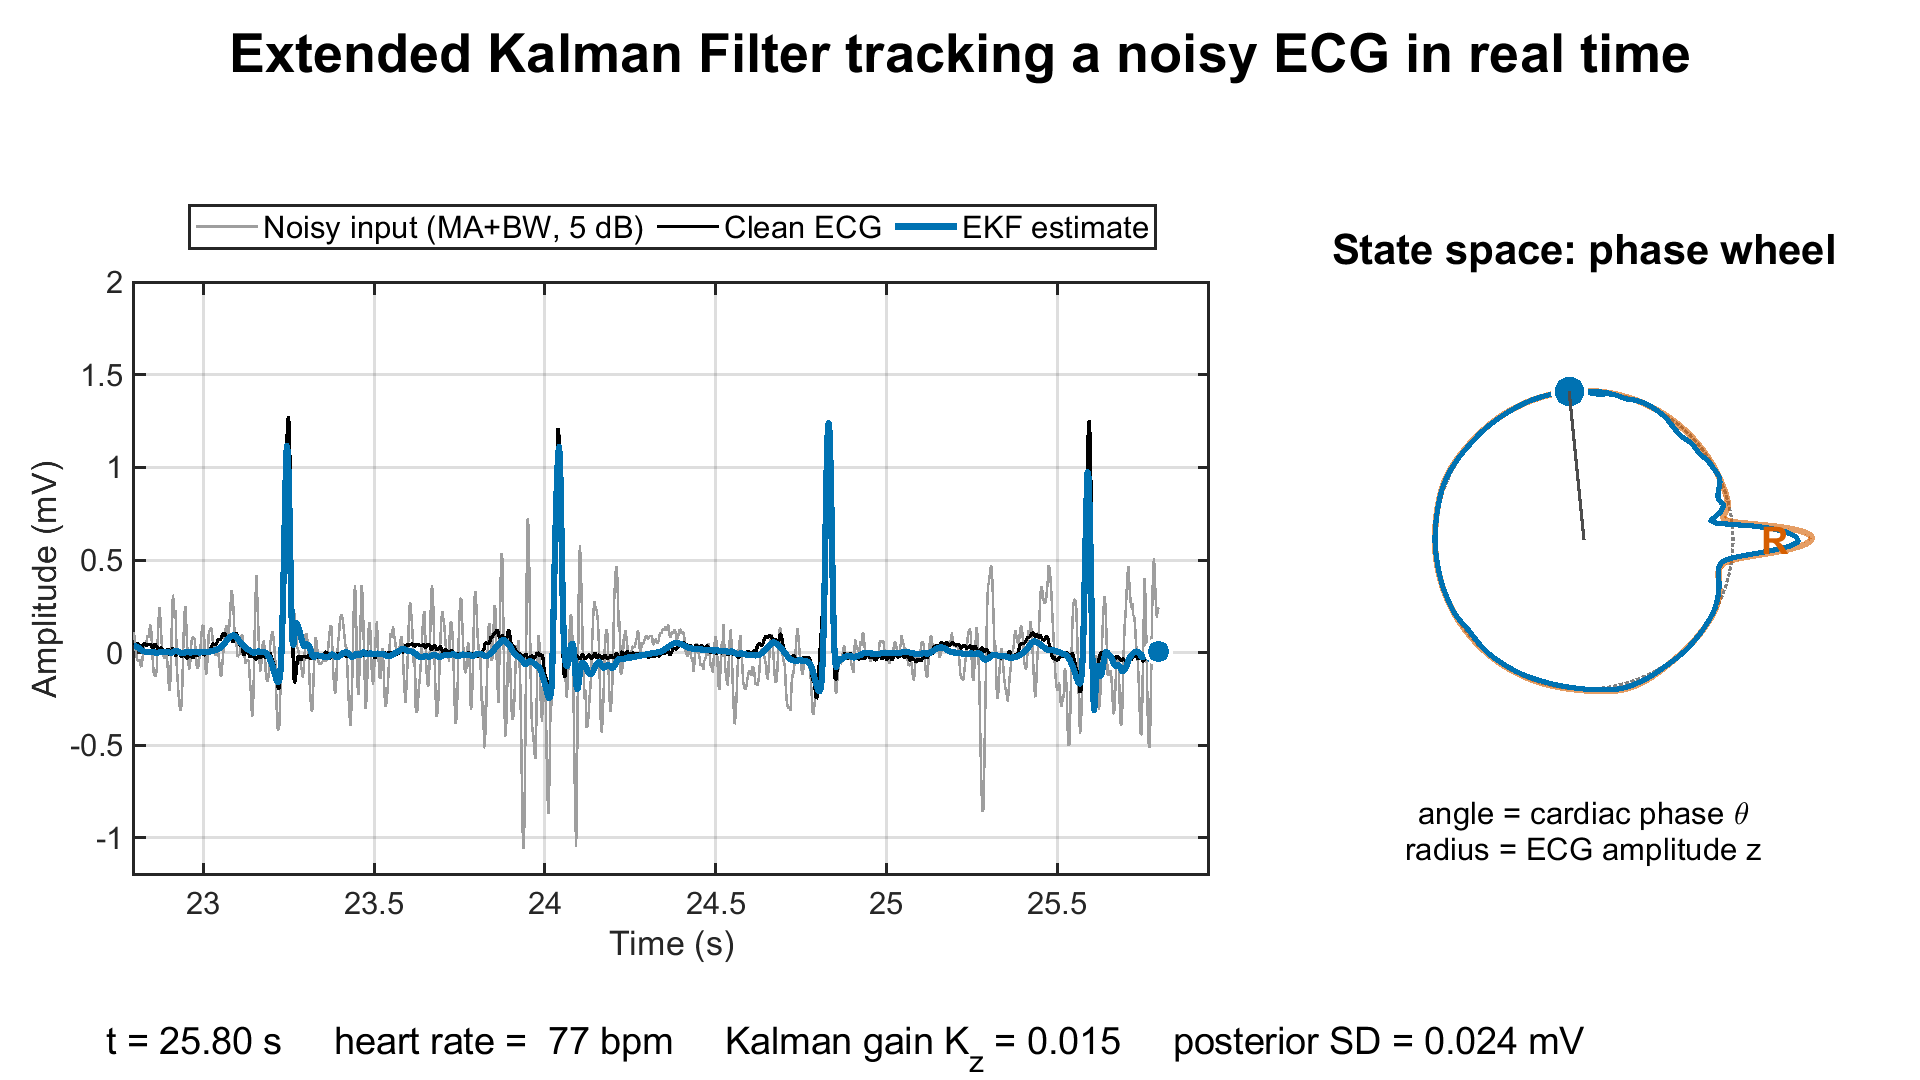 Extended Kalman Filter tracking a noisy ECG in real time
Noisy input (MA+BW, 5 dB) Clean ECG EKF estimate
State space: phase wheel
2
1.5
1
0.5
0
-0.5
-1
Amplitude (mV)
23 23.5 24 24.5 25 25.5
Time (s)
R
angle = cardiac phase θ
radius = ECG amplitude z
t = 25.80 s heart rate = 77 bpm Kalman gain K_z = 0.015 posterior SD = 0.024 mV